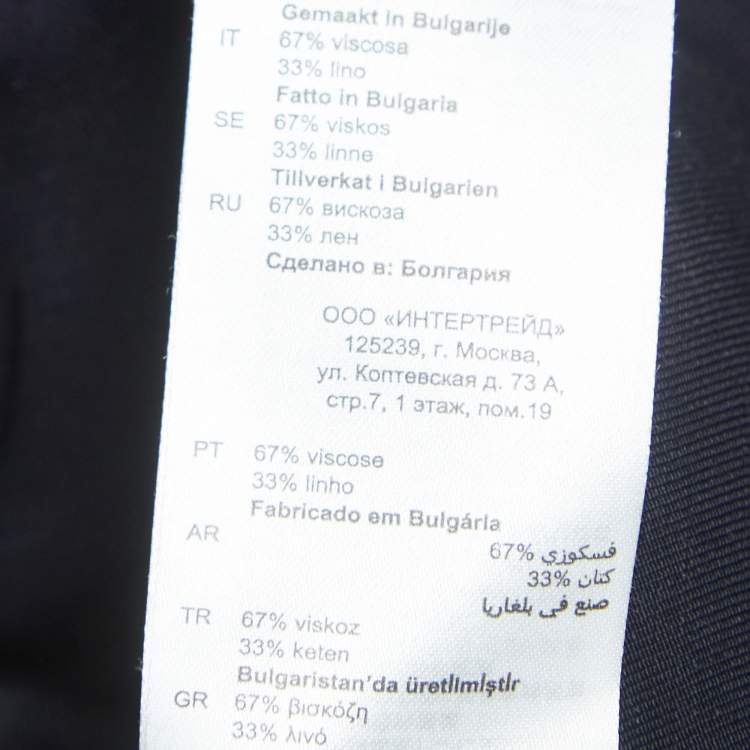 Gemaakt in Bulgarije
IT 67% viscosa
33% lino
Fatto in Bulgaria
SE 67% viskos
33% linne
Tillverkat i Bulgarien
RU 67% вискоза
33% лен
Сделано в: Болгария
ООО «ИНТЕРТРЕЙД»
125239, г. Москва,
ул. Коптевская д. 73 А,
стр.7, 1 этаж, пом.19
PT 67% viscose
33% linho
Fabricado em Bulgária
AR
فسكوزي %67
كتان %33
صنع في بلغاريا
TR 67% viskoz
33% keten
Bulgaristan'da üretilmiştir
GR 67% βισκόζη
33% λινό